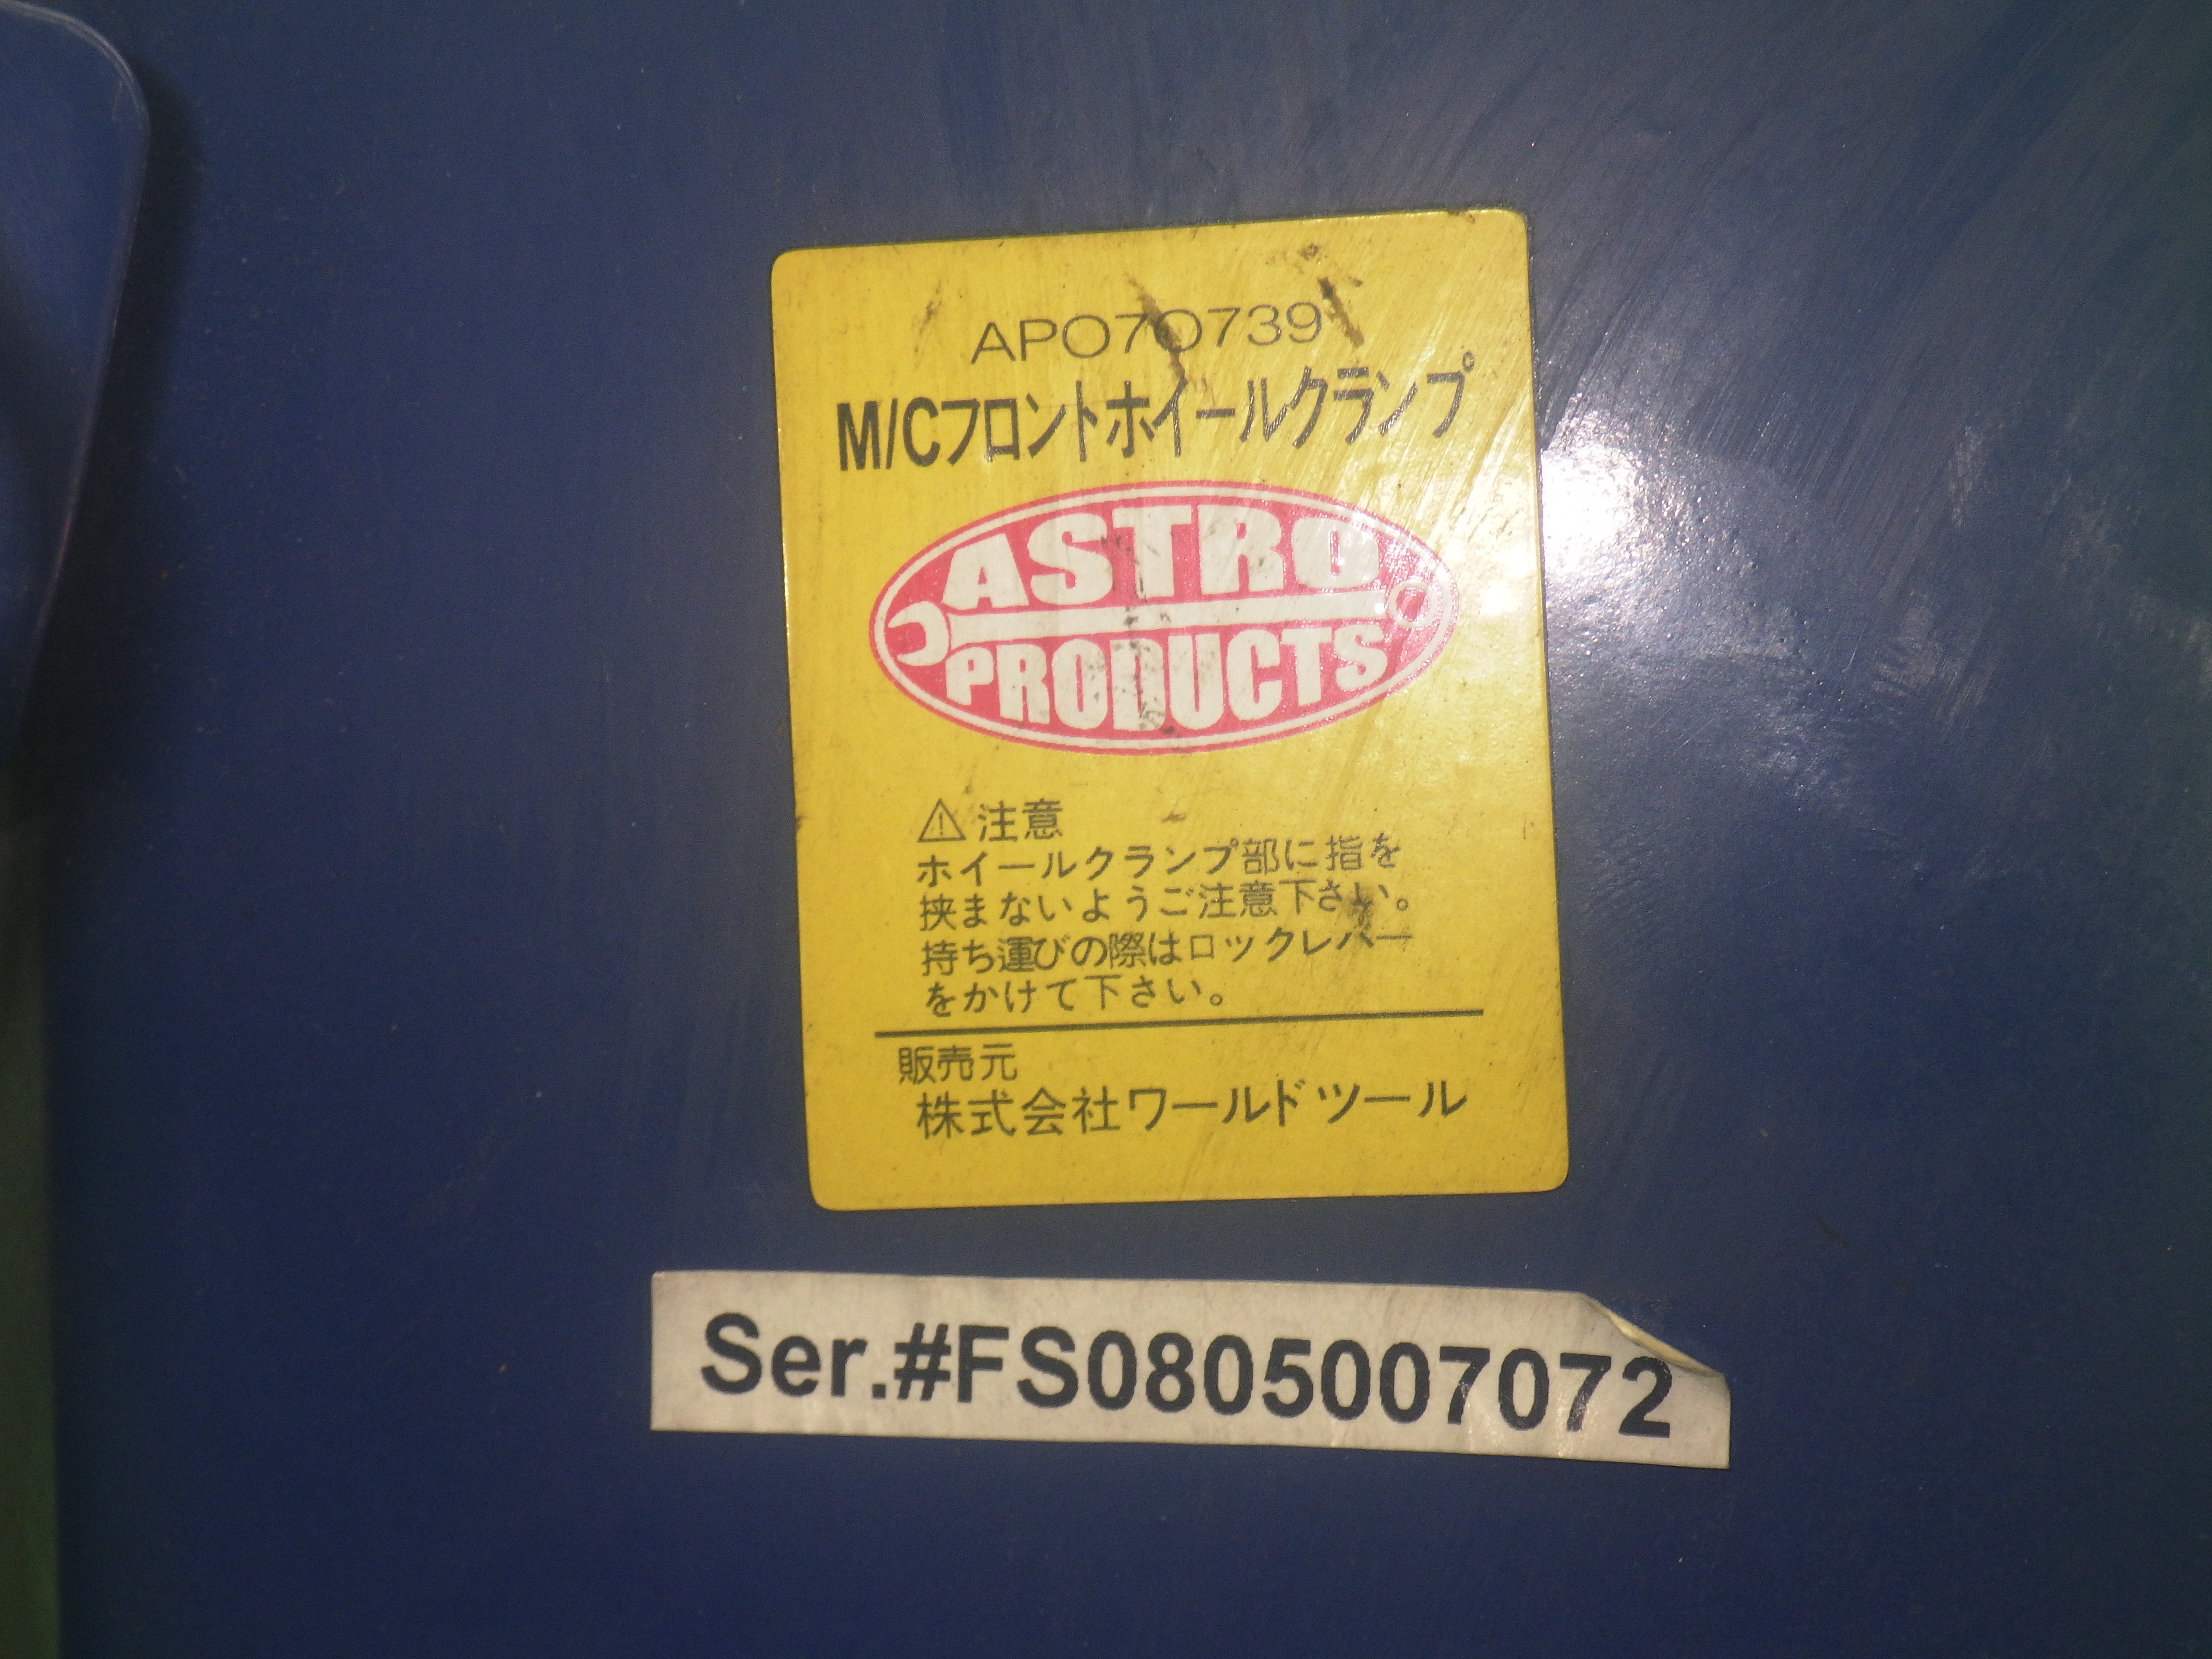 AP070739
M/Cフロントホイールクランプ
ASTRO
PRODUCTS
⚠注意
ホイールクランプ部に指を
挟まないようご注意下さい。
持ち運びの際はロックレバー
をかけて下さい。
販売元
株式会社ワールドツール
Ser.#FS0805007072